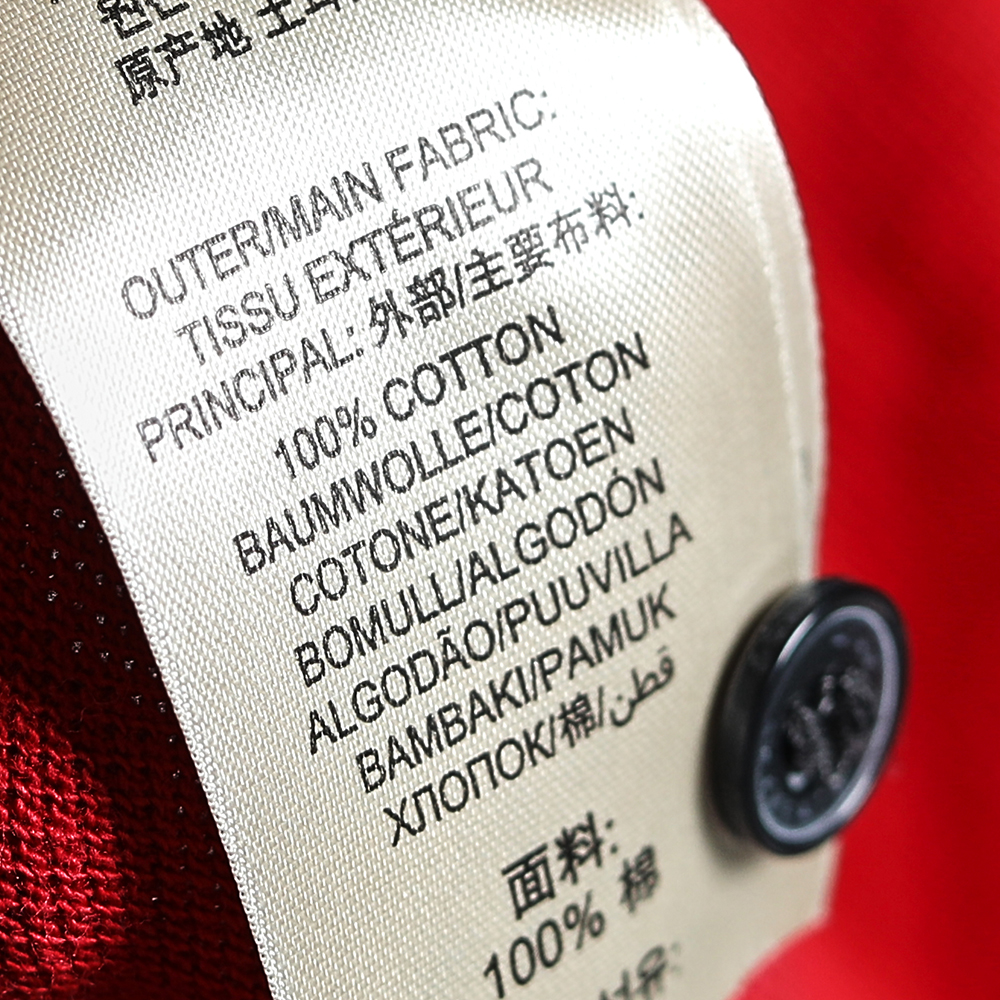 原产地 土
OUTER/MAIN FABRIC:
TISSU EXTÉRIEUR
PRINCIPAL: 外部/主要布料:
100% COTTON
BAUMWOLLE/COTON
COTONE/KATOEN
BOMULL/ALGODÓN
ALGODÃO/PUUVILLA
BAMBAKI/PAMUK
ХЛОПОК/棉/قطن
面料:
100% 棉